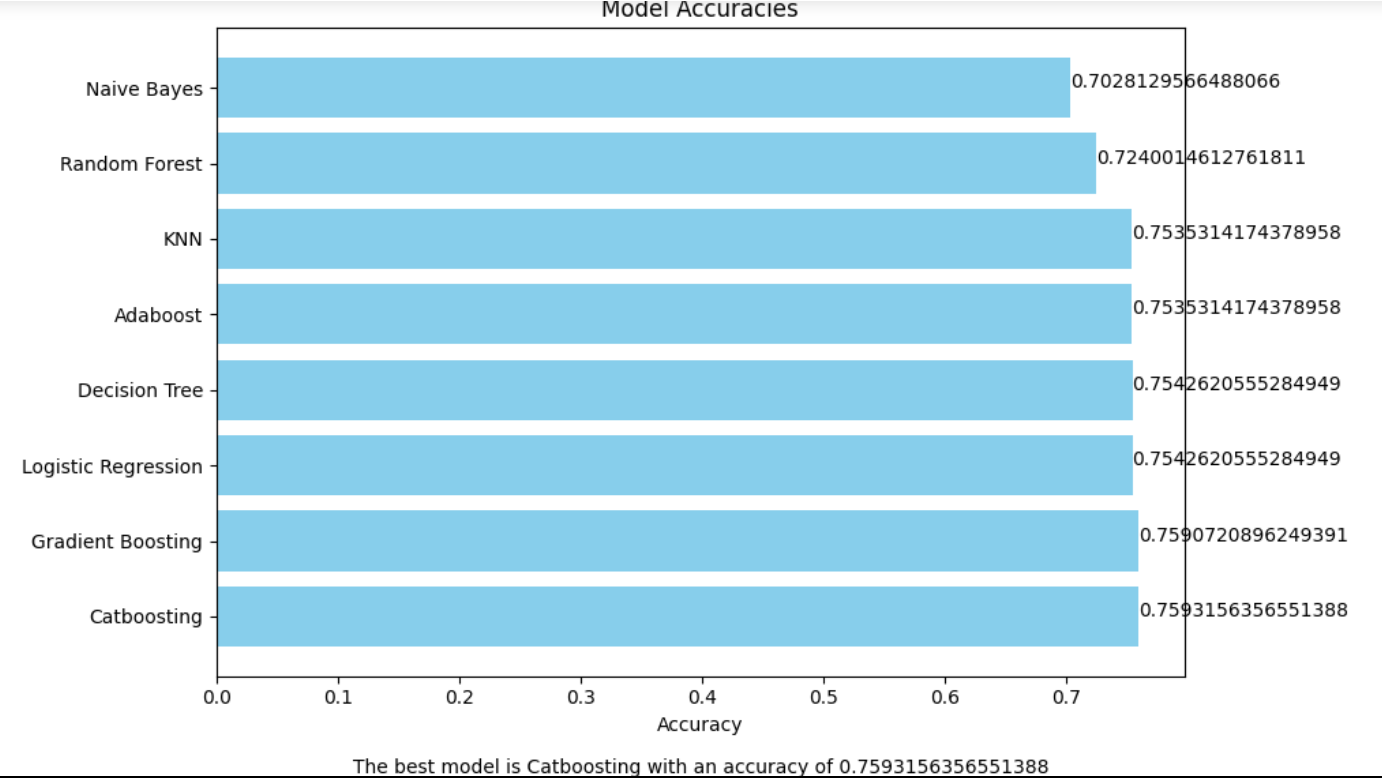 Model Accuracies
Naive Bayes 0.7028129566488066
Random Forest 0.7240014612761811
KNN 0.7535314174378958
Adaboost 0.7535314174378958
Decision Tree 0.7542620555284949
Logistic Regression 0.7542620555284949
Gradient Boosting 0.7590720896249391
Catboosting 0.7593156356551388
0.0 0.1 0.2 0.3 0.4 0.5 0.6 0.7
Accuracy
The best model is Catboosting with an accuracy of 0.7593156356551388